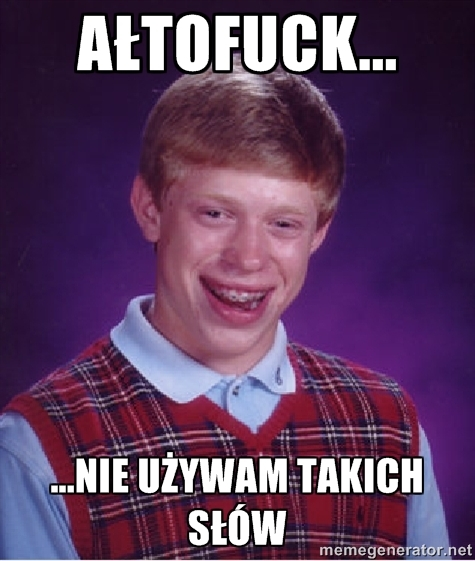 AŁTOFUCK...
...NIE UŻYWAM TAKICH
SŁÓW
memegenerator.net